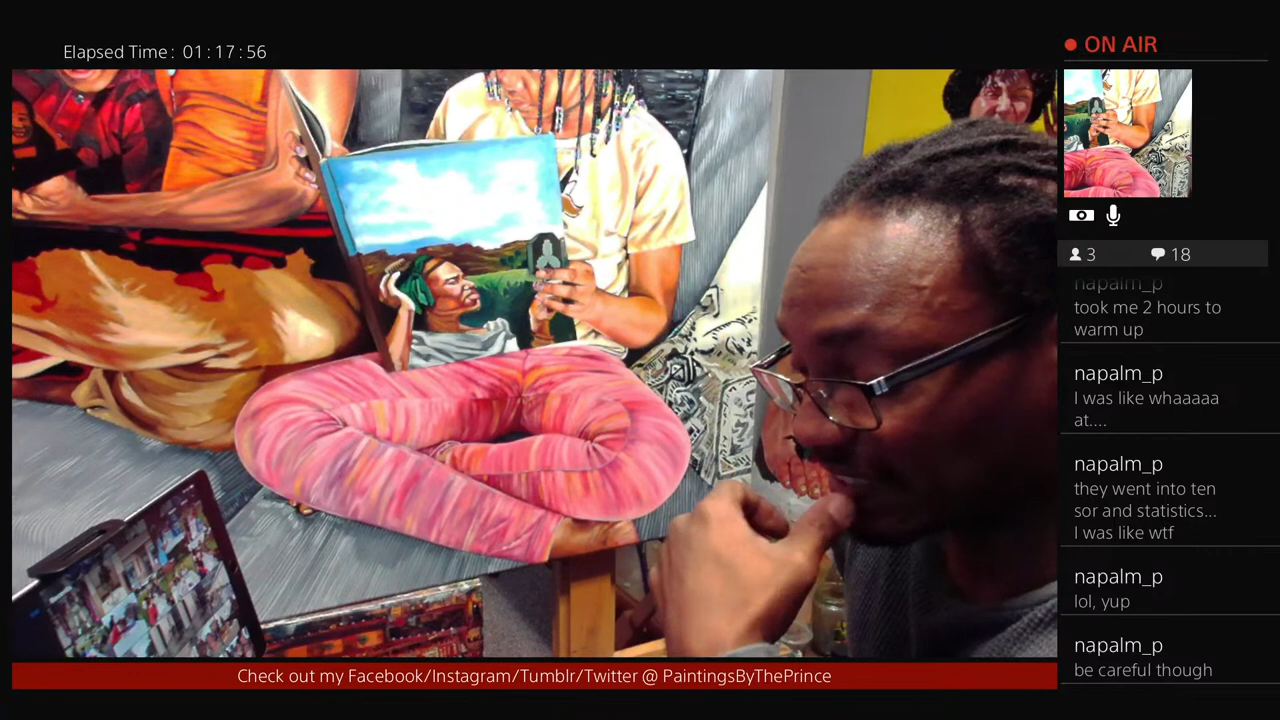 Elapsed Time: 01:17:56
ON AIR
3
18
napalm_p
took me 2 hours to
warm up
napalm_p
I was like whaaaaa
at....
napalm_p
they went into ten
sor and statistics...
I was like wtf
napalm_p
lol, yup
napalm_p
be careful though
Check out my Facebook/Instagram/Tumblr/Twitter @ PaintingsByThePrince